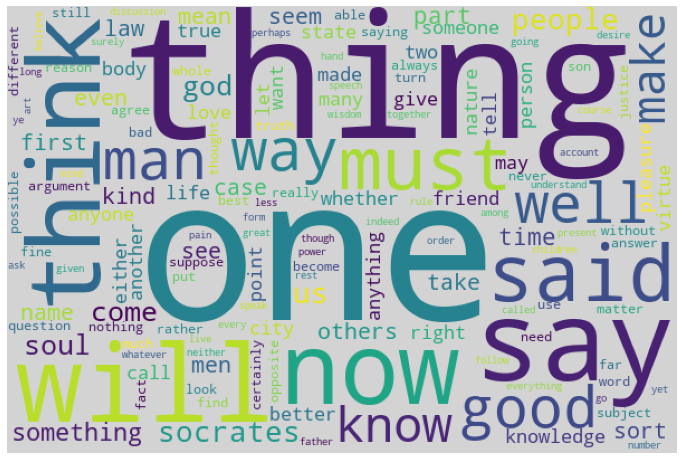 still
discussion
able
perhaps
going
desire
believe
surely
saying
hand
mean
seem
part
people
law
true
someone
different
long
reason
body
whole
state
two
always
speech
son
god
made
turn
together
justice
make
ye
art
agree
love
let
want
many
give
wisdom
course
thing
think
even
bad
thought
nature
tell
person
account
first
man
way
must
may
never
understand
possible
argument
kind
life
case
best
really
whether
friend
less
among
well
pleasure
virtue
anyone
pain
form
indeed
rule
time
without
fine
see
great
though
order
present
answer
children
ask
given
either
another
suppose
one
point
power
become
anything
take
said
name
put
us
rest
called
use
matter
question
come
rather
every
city
others
right
need
say
nothing
soul
whatever
live
neither
men
certainly
opposite
follow
far
yet
will
call
fact
look
find
now
everything
word
go
better
know
good
subject
something
socrates
father
knowledge
sort
number